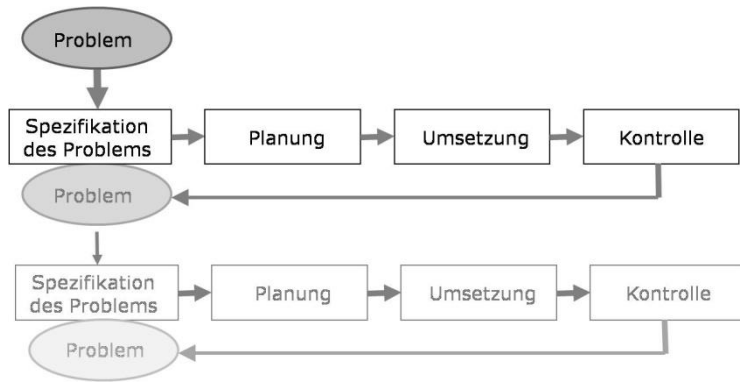 Problem
Spezifikation
des Problems
Planung
Umsetzung
Kontrolle
Problem
Spezifikation
des Problems
Planung
Umsetzung
Kontrolle
Problem